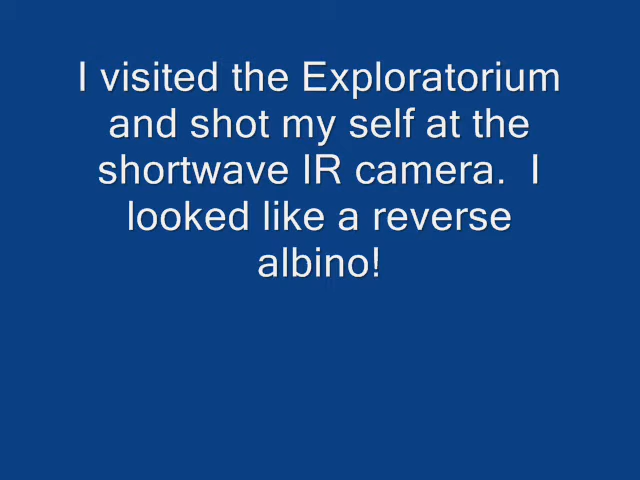 I visited the Exploratorium
and shot my self at the
shortwave IR camera.  I
looked like a reverse
albino!